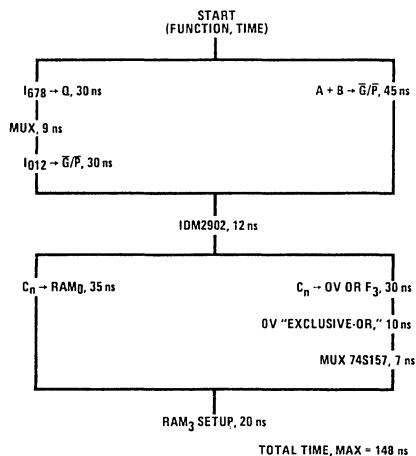 START
(FUNCTION, TIME)
I678 → Q, 30 ns
A + B → G̅/P̅, 45 ns
MUX, 9 ns
I012 → G̅/P̅, 30 ns
IDM2902, 12 ns
Cn → RAM0, 35 ns
Cn → OV OR F3, 30 ns
OV "EXCLUSIVE-OR," 10 ns
MUX 74S157, 7 ns
RAM3 SETUP, 20 ns
TOTAL TIME, MAX = 148 ns